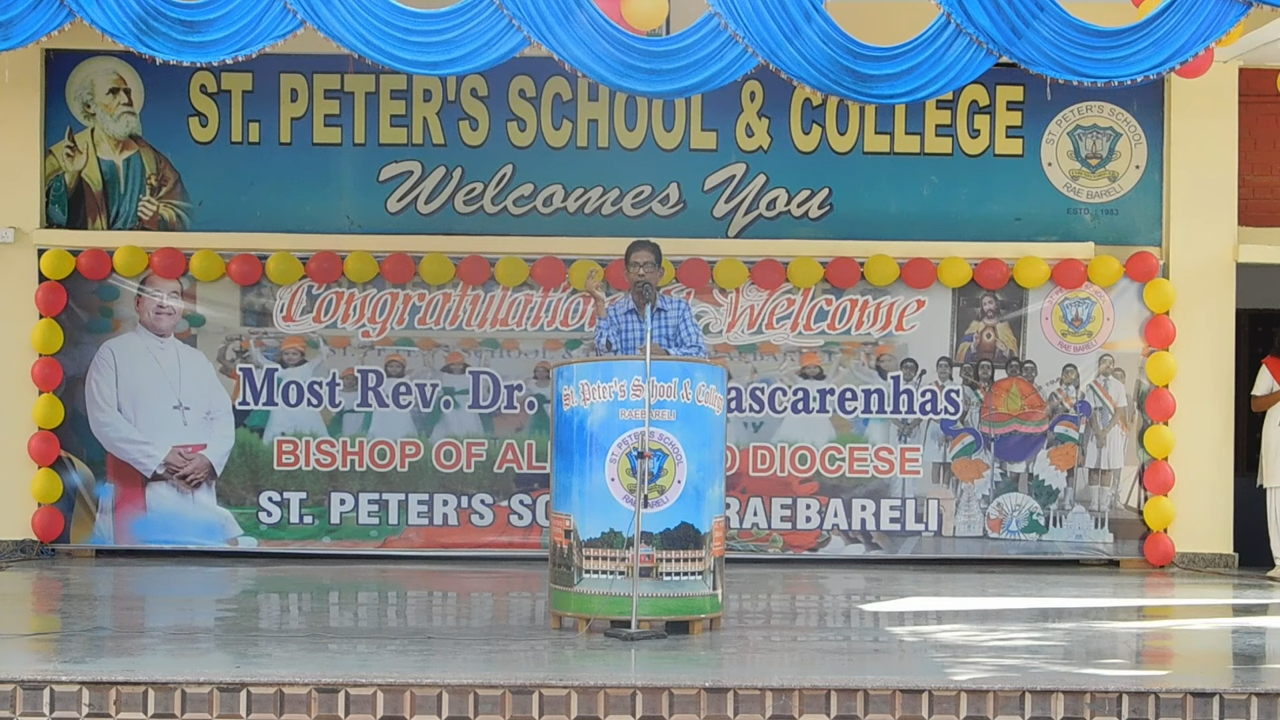 ST. PETER'S SCHOOL & COLLEGE
Welcomes You
ST. PETER'S SCHOOL
RAE BARELI
ESTD. : 1983
Congratulation Welcome
Most Rev. Dr. ascarenhas
BISHOP OF AL D DIOCESE
ST. PETER'S SC RAEBARELI
St. Peter's School & Colleg
RAEBARELI
ST. PETER'S SCHOOL
RAE BARELI